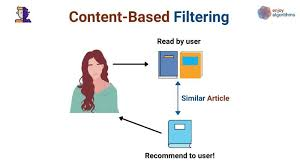 Content-Based Filtering
enjoy
algorithms
Read by user
Similar Article
Recommend to user!